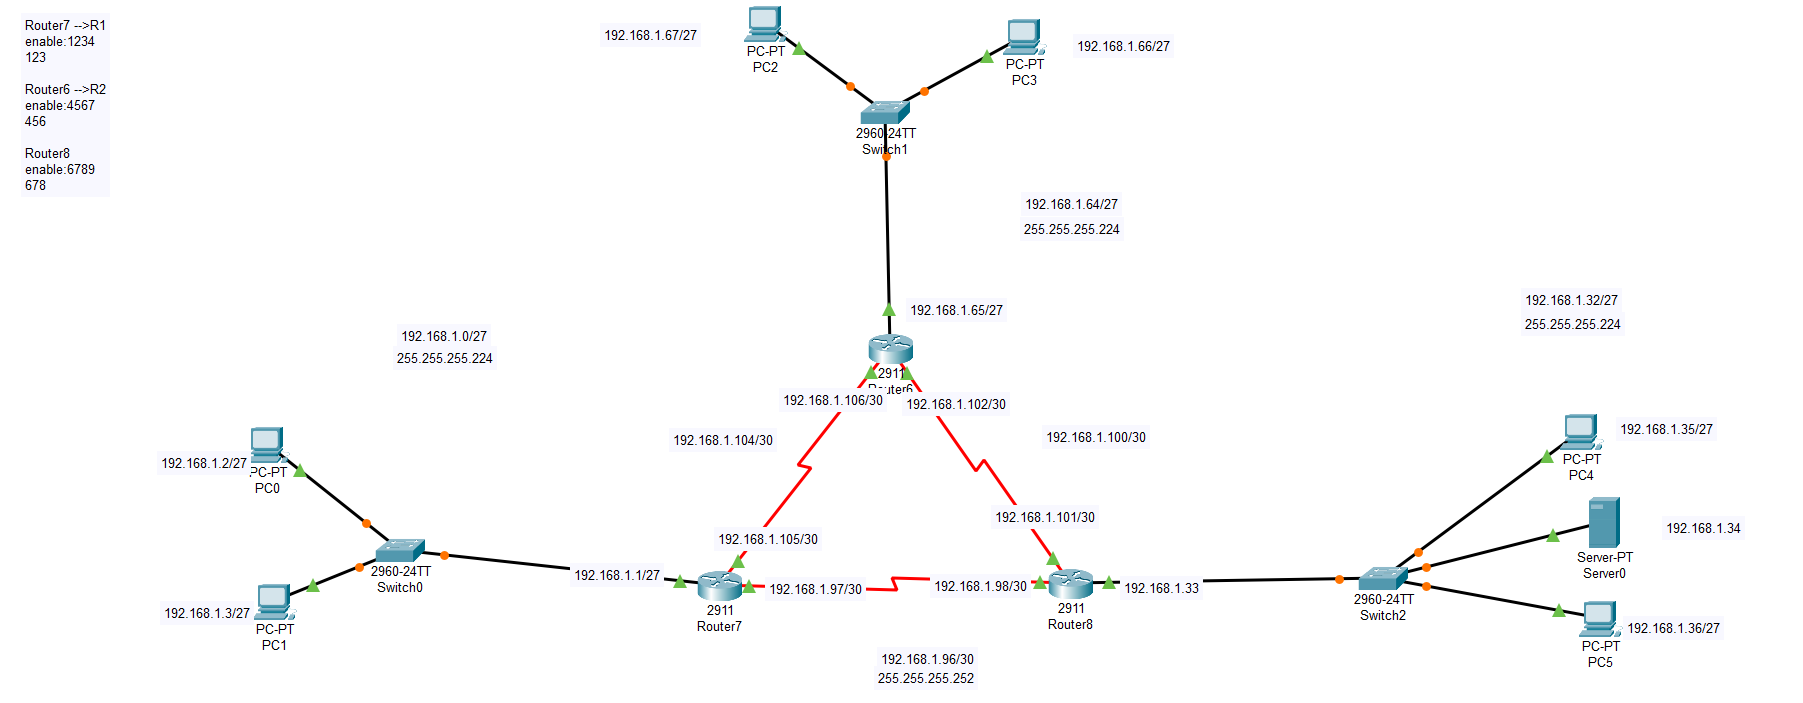 Router7 -->R1
enable:1234
123
Router6 -->R2
enable:4567
456
Router8
enable:6789
678
192.168.1.67/27
PC-PT
PC2
PC-PT
PC3
192.168.1.66/27
2960-24TT
Switch1
192.168.1.64/27
255.255.255.224
192.168.1.65/27
192.168.1.32/27
255.255.255.224
192.168.1.0/27
255.255.255.224
2911
Router6
192.168.1.106/30
192.168.1.102/30
192.168.1.104/30
192.168.1.100/30
192.168.1.2/27
PC-PT
PC0
192.168.1.35/27
PC-PT
PC4
192.168.1.101/30
192.168.1.105/30
192.168.1.34
Server-PT
Server0
2960-24TT
Switch0
192.168.1.1/27
192.168.1.97/30
192.168.1.98/30
192.168.1.33
2911
Router7
2911
Router8
2960-24TT
Switch2
192.168.1.3/27
PC-PT
PC1
192.168.1.36/27
PC-PT
PC5
192.168.1.96/30
255.255.255.252